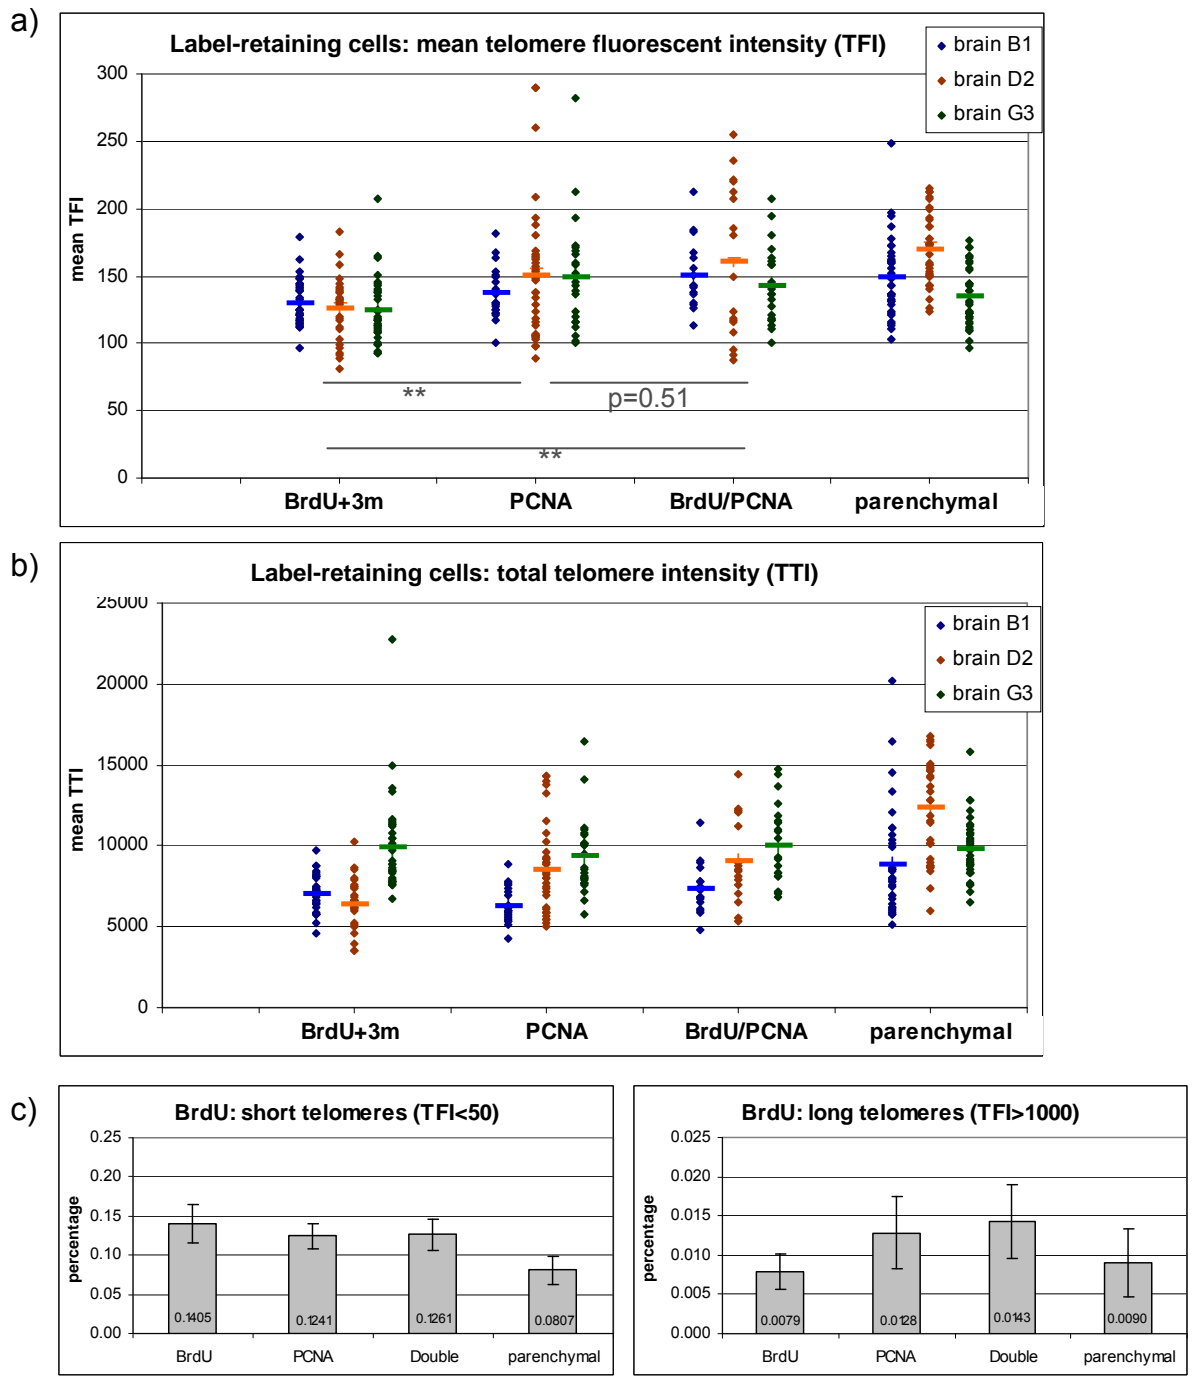 a)
Label-retaining cells: mean telomere fluorescent intensity (TFI)
brain B1
brain D2
brain G3
mean TFI
300
250
200
150
100
50
0
**
p=0.51
**
BrdU+3m PCNA BrdU/PCNA parenchymal
b)
Label-retaining cells: total telomere intensity (TTI)
brain B1
brain D2
brain G3
mean TTI
25000
20000
15000
10000
5000
0
BrdU+3m PCNA BrdU/PCNA parenchymal
c)
BrdU: short telomeres (TFI<50)
percentage
0.25
0.20
0.15
0.10
0.05
0.00
0.1405 0.1241 0.1261 0.0807
BrdU PCNA Double parenchymal
BrdU: long telomeres (TFI>1000)
percentage
0.025
0.020
0.015
0.010
0.005
0.000
0.0079 0.0128 0.0143 0.0090
BrdU PCNA Double parenchymal